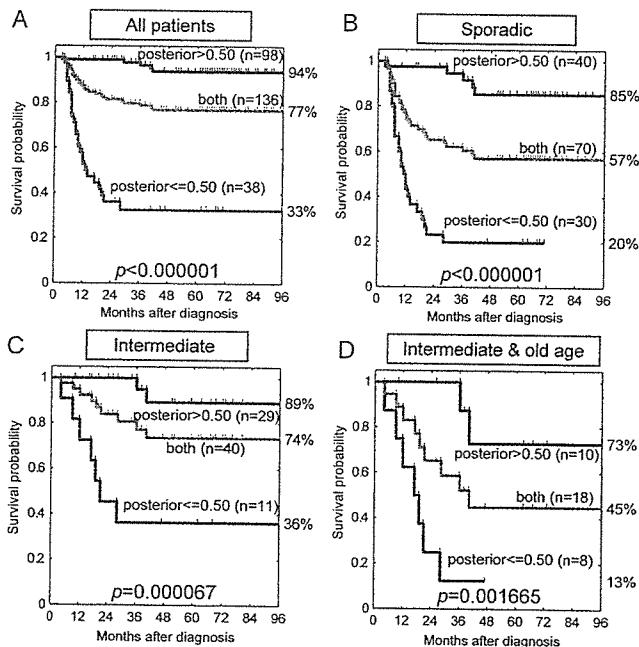 A
All patients
Survival probability
1
0.8
0.6
0.4
0.2
0
posterior>0.50 (n=98)
94%
both (n=136)
77%
posterior<=0.50 (n=38)
33%
p<0.000001
0 12 24 36 48 60 72 84 96
Months after diagnosis
B
Sporadic
Survival probability
1
0.8
0.6
0.4
0.2
0
posterior>0.50 (n=40)
85%
57%
both (n=70)
posterior<=0.50 (n=30)
20%
p<0.000001
0 12 24 36 48 60 72 84 96
Months after diagnosis
C
Intermediate
Survival probability
1
0.8
0.6
0.4
0.2
0
89%
posterior>0.50 (n=29)
74%
both (n=40)
posterior<=0.50 (n=11)
36%
p=0.000067
0 12 24 36 48 60 72 84 96
Months after diagnosis
D
Intermediate & old age
Survival probability
1
0.8
0.6
0.4
0.2
0
73%
posterior>0.50 (n=10)
both (n=18)
45%
posterior<=0.50 (n=8)
13%
p=0.001665
0 12 24 36 48 60 72 84 96
Months after diagnosis